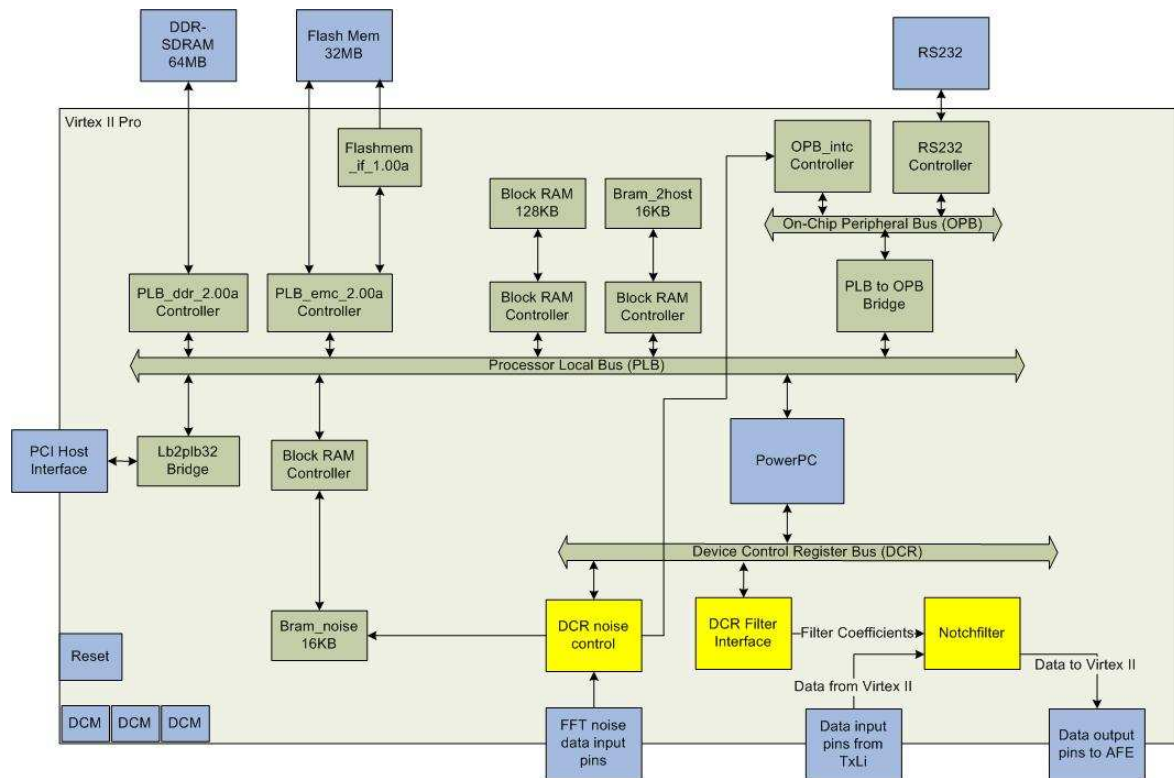 DDR-
SDRAM
64MB
Flash Mem
32MB
RS232
Virtex II Pro
Flashmem
_if_1.00a
OPB_intc
Controller
RS232
Controller
Block RAM
128KB
Bram_2host
16KB
On-Chip Peripheral Bus (OPB)
PLB_ddr_2.00a
Controller
PLB_emc_2.00a
Controller
Block RAM
Controller
Block RAM
Controller
PLB to OPB
Bridge
Processor Local Bus (PLB)
PCI Host
Interface
Lb2plb32
Bridge
Block RAM
Controller
PowerPC
Device Control Register Bus (DCR)
Bram_noise
16KB
DCR noise
control
DCR Filter
Interface
Filter Coefficients
Notchfilter
Reset
Data to Virtex II
Data from Virtex II
DCM
DCM
DCM
FFT noise
data input
pins
Data input
pins from
TxLi
Data output
pins to AFE